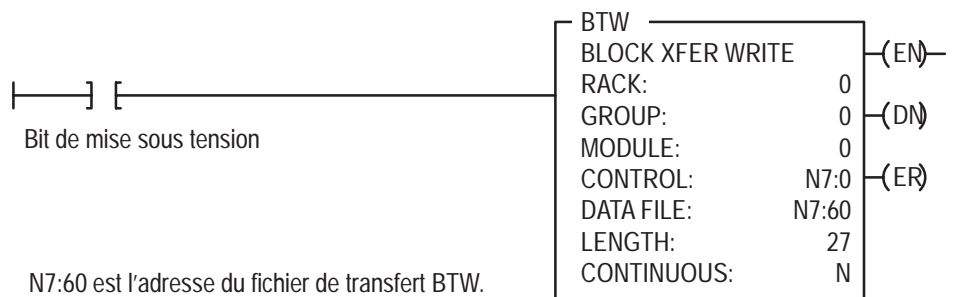 BTW
BLOCK XFER WRITE (EN)
RACK: 0
GROUP: 0 (DN)
MODULE: 0
CONTROL: N7:0 (ER)
DATA FILE: N7:60
LENGTH: 27
CONTINUOUS: N
Bit de mise sous tension
N7:60 est l'adresse du fichier de transfert BTW.